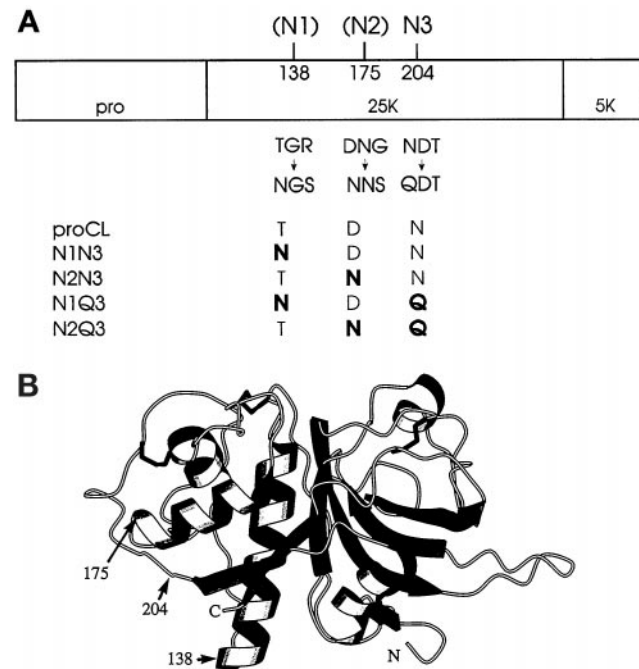 A
(N1) (N2) N3
138 175 204
pro 25K 5K
TGR DNG NDT
↓ ↓ ↓
NGS NNS QDT
proCL T D N
N1N3 N D N
N2N3 T N N
N1Q3 N D Q
N2Q3 T N Q
B
175
204
C
138
N